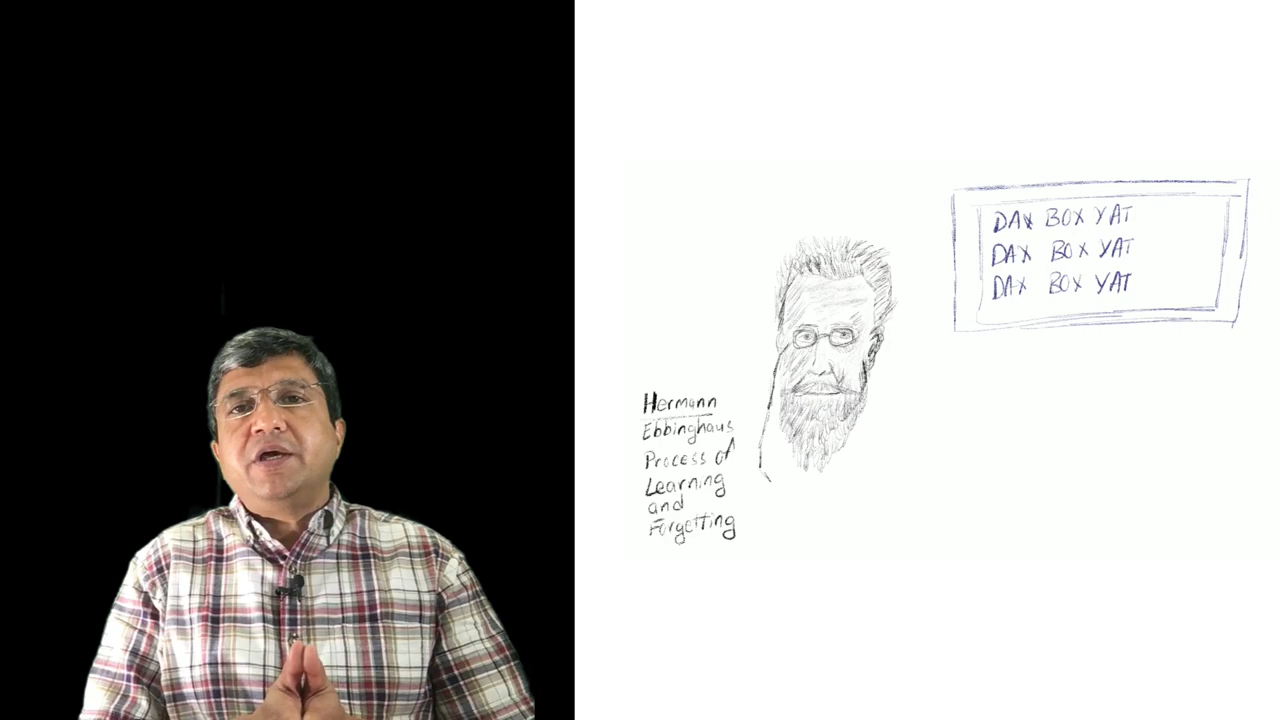 Hermann
Ebbinghaus
Process of
Learning
and
Forgetting
DAX BOX YAT
DAX BOX YAT
DAX BOX YAT